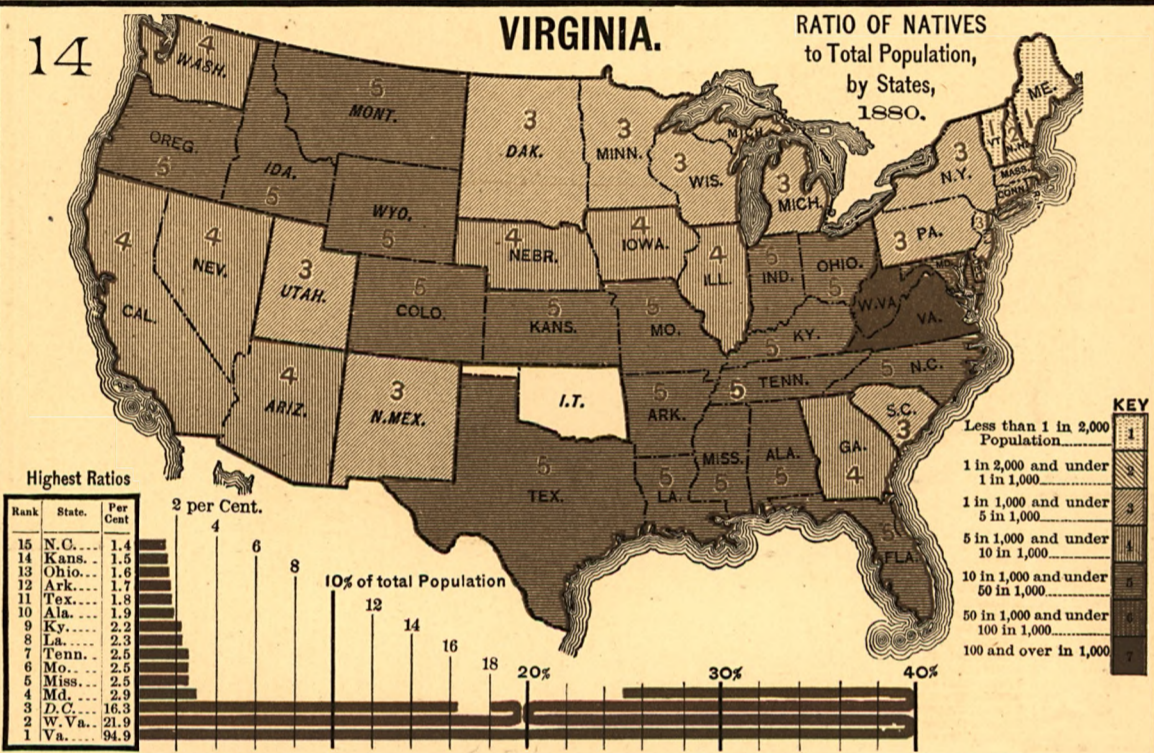 14
VIRGINIA.
RATIO OF NATIVES
to Total Population,
by States,
1880.
4
WASH.
OREG.
5
5
MONT.
IDA.
5
WYO.
5
3
DAK.
3
MINN.
3
WIS.
MICH.
3
MICH.
3
N.Y.
1
VT.
2
N.H.
1
ME.
MASS.
CONN.
3
PA.
3
4
CAL.
4
NEV.
3
UTAH.
5
COLO.
4
NEBR.
4
IOWA.
4
ILL.
5
IND.
OHIO.
5
W.VA.
VA.
MD.
5
KANS.
5
MO.
KY.
5
4
ARIZ.
3
N.MEX.
I.T.
5
ARK.
5
TENN.
5
N.C.
S.C.
3
GA.
4
ALA.
5
MISS.
5
5
LA.
5
TEX.
5
FLA.
KEY
Less than 1 in 2,000
Population
1
1 in 2,000 and under
1 in 1,000
2
1 in 1,000 and under
5 in 1,000
3
5 in 1,000 and under
10 in 1,000
4
10 in 1,000 and under
50 in 1,000
5
50 in 1,000 and under
100 in 1,000
6
100 and over in 1,000
7
Highest Ratios
Rank State. Per Cent
15 N.C. 1.4
14 Kans. 1.5
13 Ohio 1.6
12 Ark. 1.7
11 Tex. 1.8
10 Ala. 1.9
9 Ky. 2.2
8 La. 2.3
7 Tenn. 2.5
6 Mo. 2.5
5 Miss. 2.5
4 Md. 2.9
3 D.C. 16.3
2 W.Va. 21.9
1 Va. 94.9
2 per Cent.
4
6
8
10% of total Population
12
14
16
18
20%
30%
40%